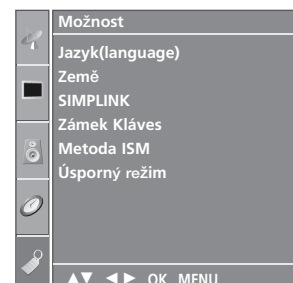 Možnost
Jazyk(language)
Země
SIMPLINK
Zámek Kláves
Metoda ISM
Úsporný režim
▲▼ ◄► OK MENU